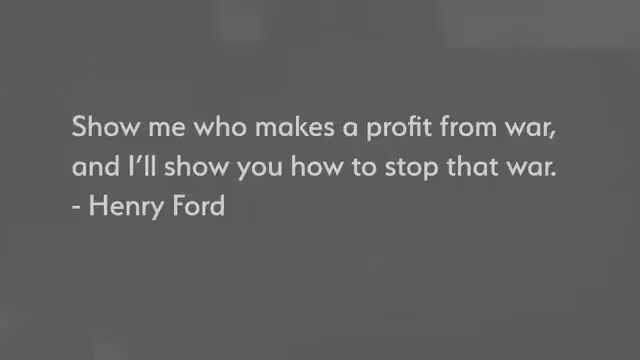 Show me who makes a profit from war,
and I’ll show you how to stop that war.
- Henry Ford